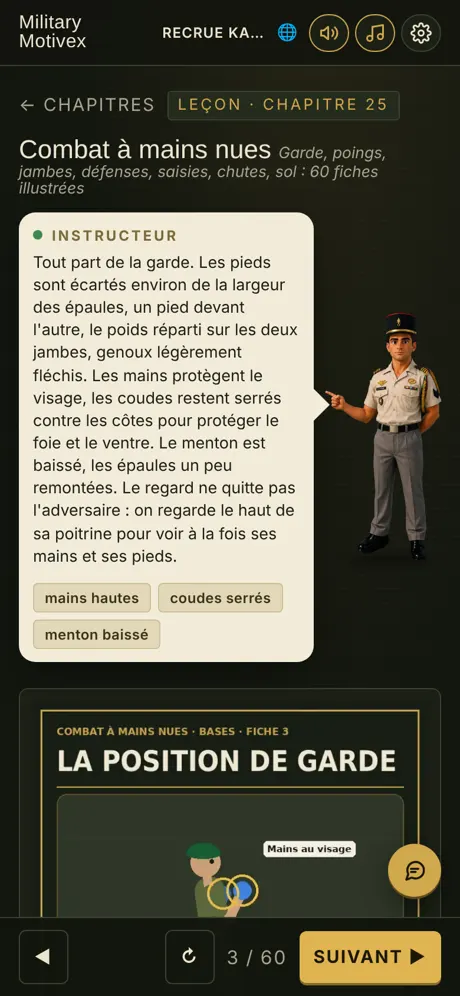 Military
Motivex
RECRUE KA...
← CHAPITRES
LEÇON · CHAPITRE 25
Combat à mains nues Garde, poings,
jambes, défenses, saisies, chutes, sol : 60 fiches
illustrées
INSTRUCTEUR
Tout part de la garde. Les pieds
sont écartés environ de la largeur
des épaules, un pied devant
l'autre, le poids réparti sur les deux
jambes, genoux légèrement
fléchis. Les mains protègent le
visage, les coudes restent serrés
contre les côtes pour protéger le
foie et le ventre. Le menton est
baissé, les épaules un peu
remontées. Le regard ne quitte pas
l'adversaire : on regarde le haut de
sa poitrine pour voir à la fois ses
mains et ses pieds.
mains hautes
coudes serrés
menton baissé
COMBAT À MAINS NUES · BASES · FICHE 3
LA POSITION DE GARDE
Mains au visage
3 / 60
SUIVANT ▶